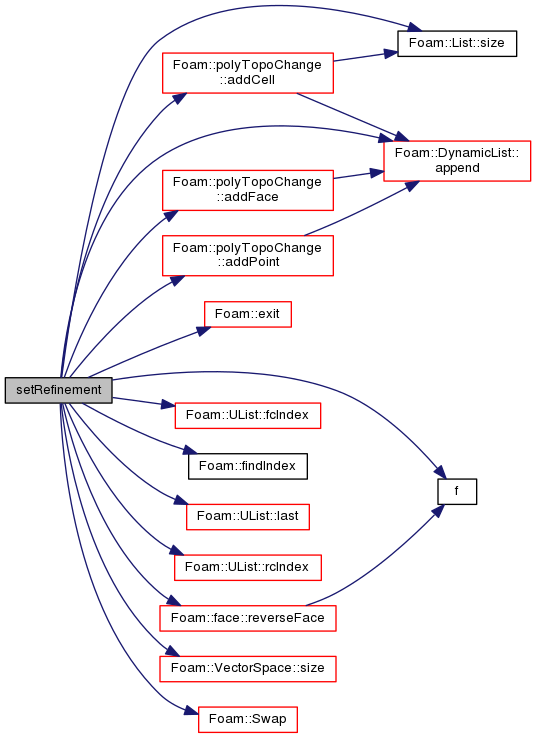 Foam::List::size
Foam::polyTopoChange
::addCell
Foam::DynamicList::
append
Foam::polyTopoChange
::addFace
Foam::polyTopoChange
::addPoint
Foam::exit
setRefinement
Foam::UList::fcIndex
Foam::findIndex
f
Foam::UList::last
Foam::UList::rcIndex
Foam::face::reverseFace
Foam::VectorSpace::size
Foam::Swap